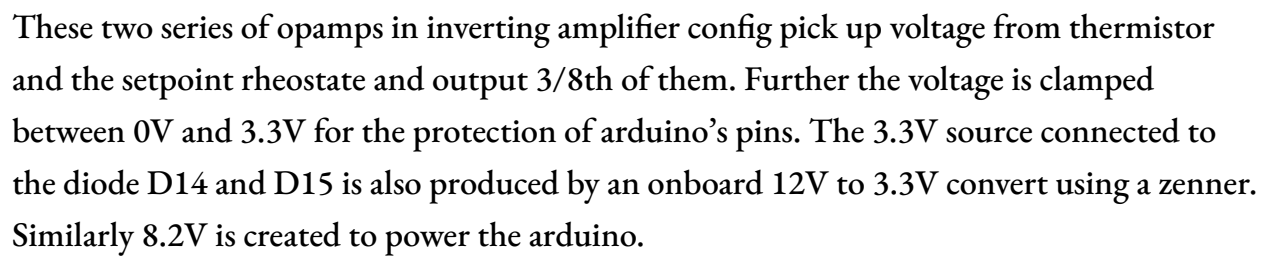 These two series of opamps in inverting amplifier config pick up voltage from thermistor
and the setpoint rheostate and output 3/8th of them. Further the voltage is clamped
between 0V and 3.3V for the protection of arduino’s pins. The 3.3V source connected to
the diode D14 and D15 is also produced by an onboard 12V to 3.3V convert using a zenner.
Similarly 8.2V is created to power the arduino.